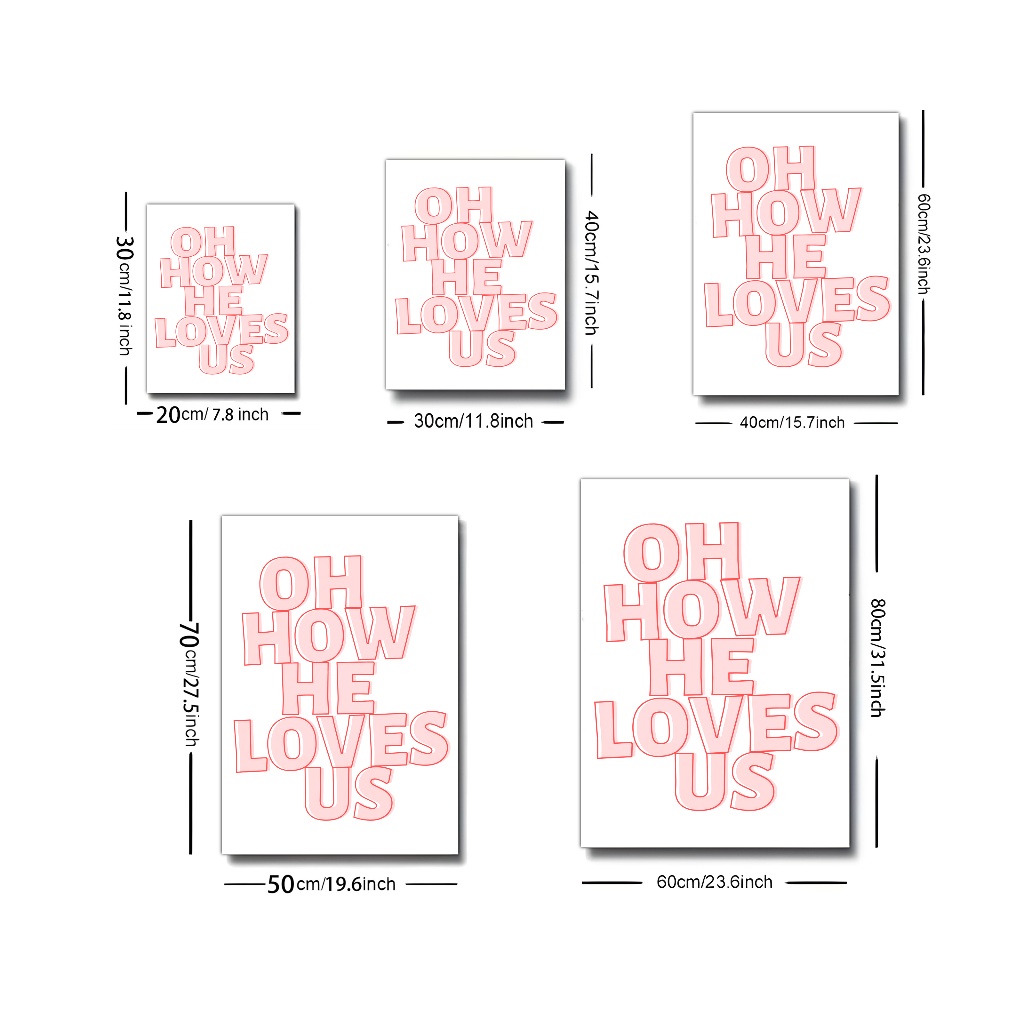 OH
HOW
HE
LOVES
US
30cm/11.8 inch
20cm/ 7.8 inch
OH
HOW
HE
LOVES
US
40cm/15.7inch
30cm/11.8inch
OH
HOW
HE
LOVES
US
60cm/23.6inch
40cm/15.7inch
OH
HOW
HE
LOVES
US
70cm/27.5inch
50cm/19.6inch
OH
HOW
HE
LOVES
US
80cm/31.5inch
60cm/23.6inch